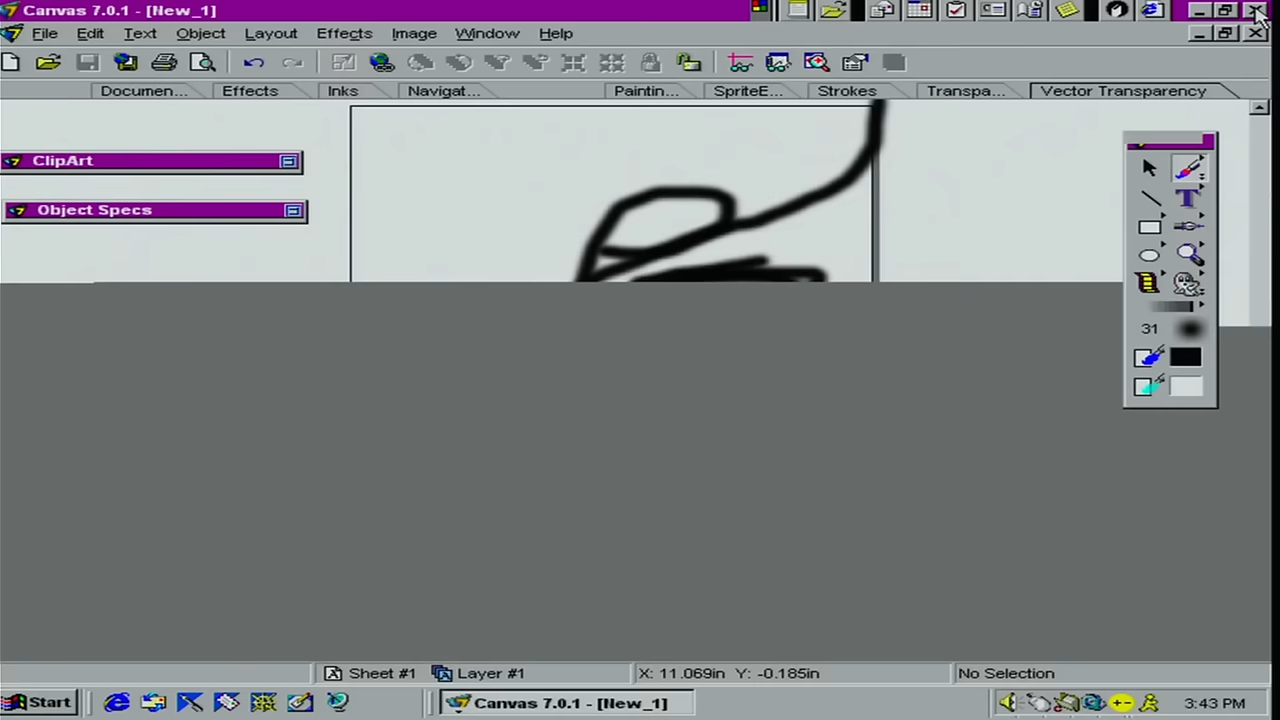 Canvas 7.0.1 - [New_1]
File Edit Text Object Layout Effects Image Window Help
Documen... Effects Inks Navigat... Paintin... SpriteE... Strokes Transpa... Vector Transparency
ClipArt
Object Specs
T
31
Sheet #1 Layer #1 X: 11.069in Y: -0.185in No Selection
Start Canvas 7.0.1 - [New_1] 3:43 PM